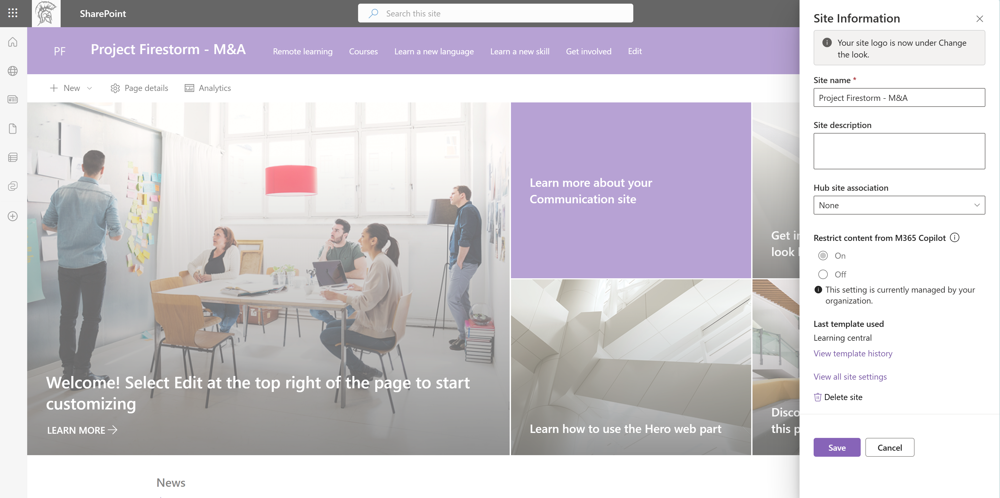 SharePoint
Search this site
PF
Project Firestorm - M&A
Remote learning
Courses
Learn a new language
Learn a new skill
Get involved
Edit
New
Page details
Analytics
Welcome! Select Edit at the top right of the page to start
customizing
LEARN MORE
Learn more about your
Communication site
Learn how to use the Hero web part
Get
look
this
News
Site Information
Your site logo is now under Change
the look.
Site name *
Project Firestorm - M&A
Site description
Hub site association
None
Restrict content from M365 Copilot
On
Off
This setting is currently managed by your
organization.
Last template used
Learning central
View template history
View all site settings
Delete site
Save
Cancel